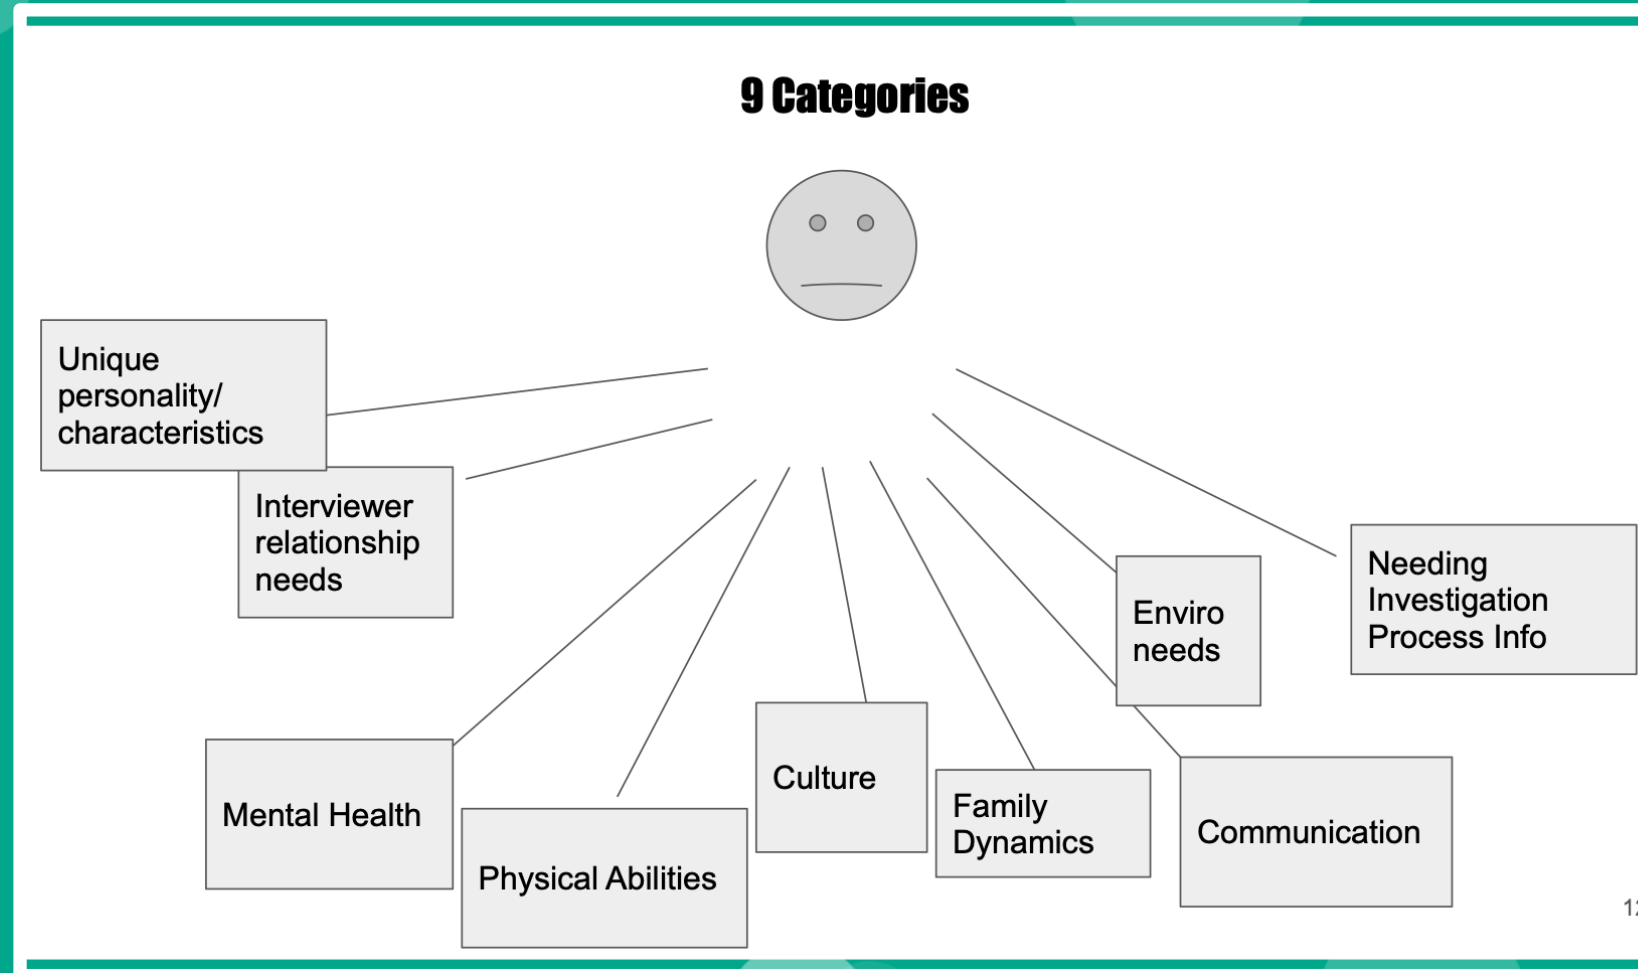 9 Categories
Unique
personality/
characteristics
Interviewer
relationship
needs
Mental Health
Physical Abilities
Culture
Family
Dynamics
Enviro
needs
Communication
Needing
Investigation
Process Info